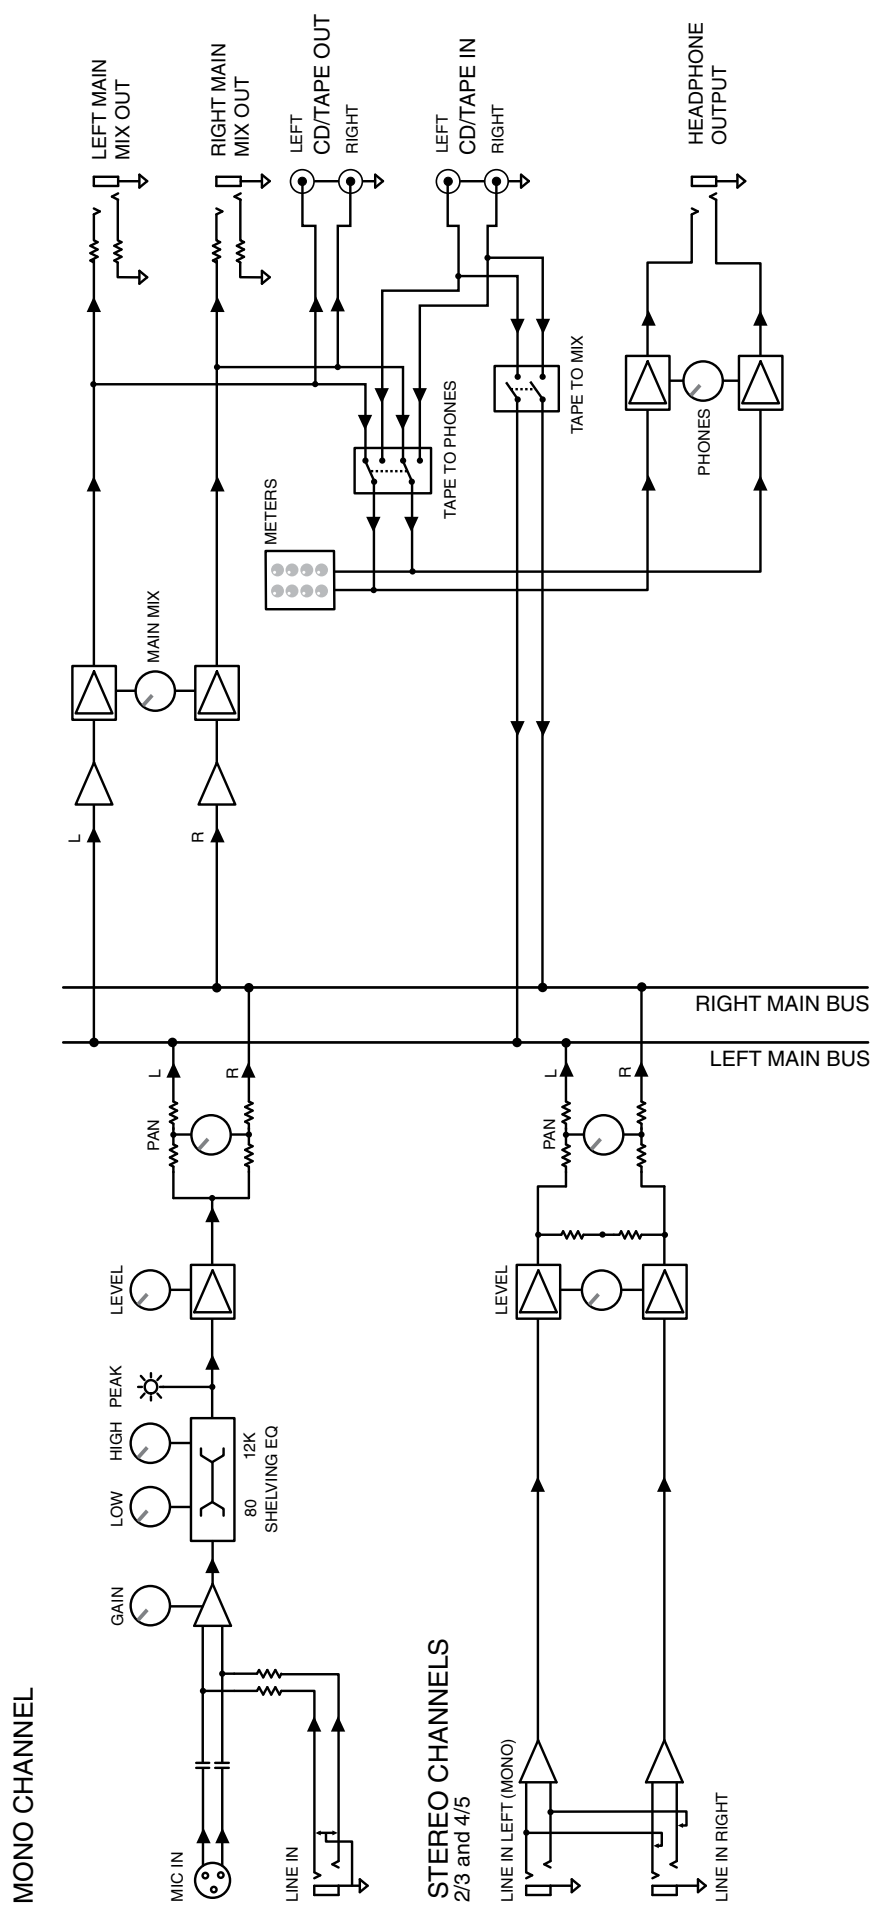 MONO CHANNEL
MIC IN
LINE IN
GAIN
LOW
HIGH
PEAK
80
12K
SHELVING EQ
LEVEL
PAN
L
R
STEREO CHANNELS
2/3 and 4/5
LINE IN LEFT (MONO)
LINE IN RIGHT
LEVEL
PAN
L
R
LEFT MAIN BUS
RIGHT MAIN BUS
L
R
MAIN MIX
METERS
TAPE TO PHONES
TAPE TO MIX
PHONES
LEFT MAIN
MIX OUT
RIGHT MAIN
MIX OUT
LEFT
CD/TAPE OUT
RIGHT
LEFT
CD/TAPE IN
RIGHT
HEADPHONE
OUTPUT